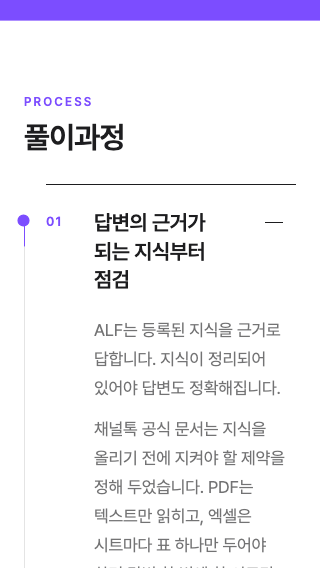 PROCESS
풀이과정
01
답변의 근거가
되는 지식부터
점검
ALF는 등록된 지식을 근거로
답합니다. 지식이 정리되어
있어야 답변도 정확해집니다.
채널톡 공식 문서는 지식을
올리기 전에 지켜야 할 제약을
정해 두었습니다. PDF는
텍스트만 읽히고, 엑셀은
시트마다 표 하나만 두어야